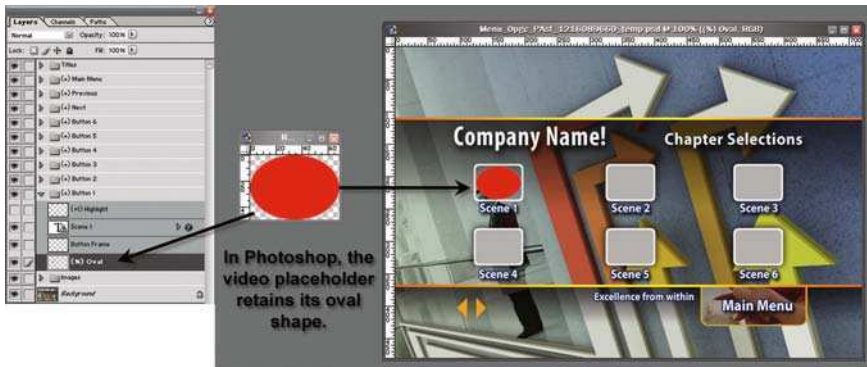 Layers Channels Paths
Normal Opacity: 100%
Lock: Fill: 100%
Titles
(+) Main Menu
(+) Previous
(+) Next
(+) Button 6
(+) Button 5
(+) Button 4
(+) Button 3
(+) Button 2
(+) Button 1
(=1) Highlight
Scene 1
Button Frame
(%) Oval
Images
Background
In Photoshop, the
video placeholder
retains its oval
shape.
Company Name!
Chapter Selections
Scene 1
Scene 2
Scene 3
Scene 4
Scene 5
Scene 6
Excellence from within
Main Menu